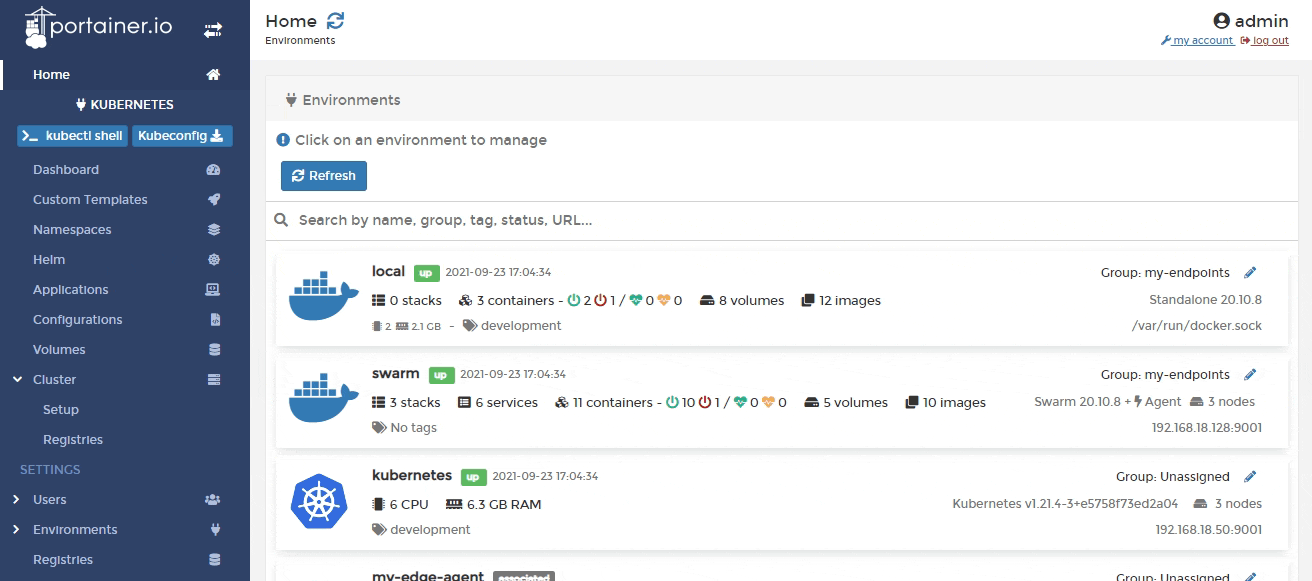 portainer.io
Home
KUBERNETES
kubectl shell Kubeconfig
Dashboard
Custom Templates
Namespaces
Helm
Applications
Configurations
Volumes
Cluster
Setup
Registries
SETTINGS
Users
Environments
Registries
Home
Environments
admin
my account log out
Environments
Click on an environment to manage
Refresh
Search by name, group, tag, status, URL...
local up 2021-09-23 17:04:34 Group: my-endpoints
0 stacks 3 containers - 2 1 / 0 0 8 volumes 12 images Standalone 20.10.8
2 2.1 GB - development /var/run/docker.sock
swarm up 2021-09-23 17:04:34 Group: my-endpoints
3 stacks 6 services 11 containers - 10 1 / 0 0 5 volumes 10 images Swarm 20.10.8 + Agent 3 nodes
No tags 192.168.18.128:9001
kubernetes up 2021-09-23 17:04:34 Group: Unassigned
6 CPU 6.3 GB RAM Kubernetes v1.21.4-3+e5758f73ed2a04 3 nodes
development 192.168.18.50:9001
my-edge-agent associated Group: Unassigned